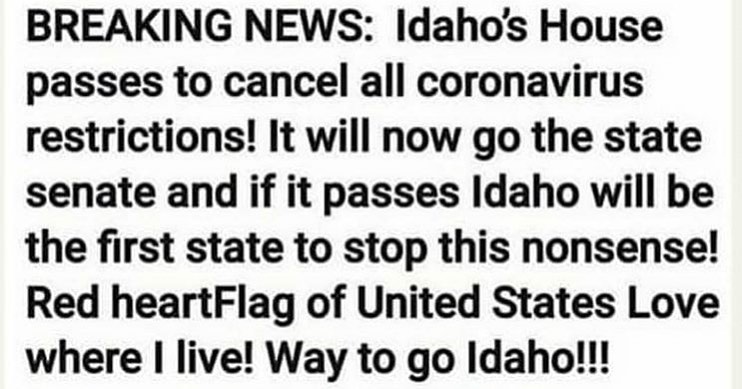 BREAKING NEWS:  Idaho's House
passes to cancel all coronavirus
restrictions! It will now go the state
senate and if it passes Idaho will be
the first state to stop this nonsense!
Red heartFlag of United States Love
where I live! Way to go Idaho!!!